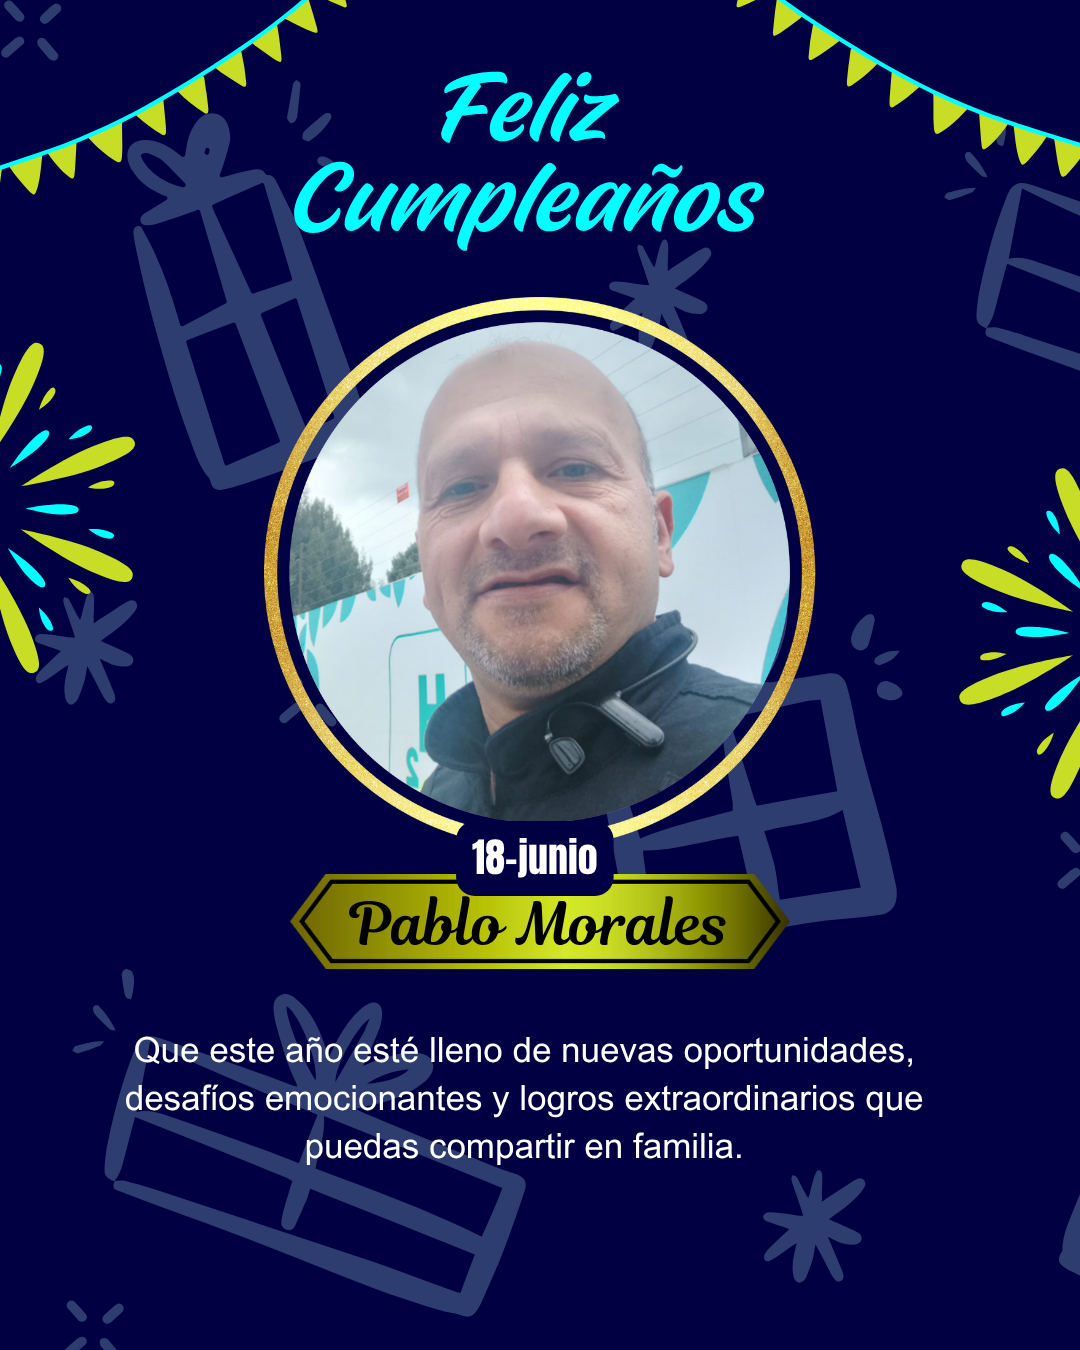 Feliz
Cumpleaños
H
2
18-junio
Pablo Morales
Que este año esté lleno de nuevas oportunidades,
desafíos emocionantes y logros extraordinarios que
puedas compartir en familia.